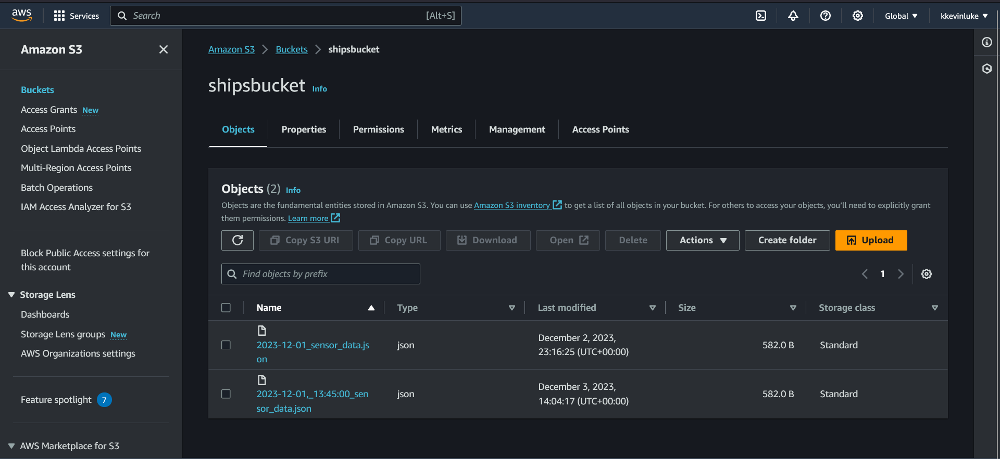 aws
Services
Search
[Alt+S]
Global
kkevinluke
Amazon S3
Buckets
Access Grants New
Access Points
Object Lambda Access Points
Multi-Region Access Points
Batch Operations
IAM Access Analyzer for S3
Block Public Access settings for
this account
Storage Lens
Dashboards
Storage Lens groups New
AWS Organizations settings
Feature spotlight 7
AWS Marketplace for S3
Amazon S3 > Buckets > shipsbucket
shipsbucket Info
Objects
Properties
Permissions
Metrics
Management
Access Points
Objects (2) Info
Objects are the fundamental entities stored in Amazon S3. You can use Amazon S3 inventory to get a list of all objects in your bucket. For others to access your objects, you'll need to explicitly grant
them permissions. Learn more
Copy S3 URI
Copy URL
Download
Open
Delete
Actions
Create folder
Upload
Find objects by prefix
1
Name
Type
Last modified
Size
Storage class
2023-12-01_sensor_data.js
on
json
December 2, 2023,
23:16:25 (UTC+00:00)
582.0 B
Standard
2023-12-01,_13:45:00_sen
sor_data.json
json
December 3, 2023,
14:04:17 (UTC+00:00)
582.0 B
Standard